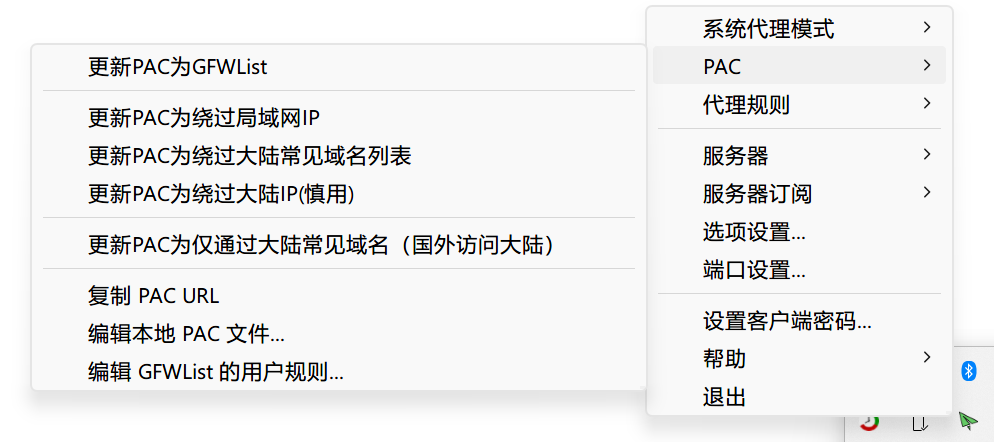 更新PAC为GFWList
更新PAC为绕过局域网IP
更新PAC为绕过大陆常见域名列表
更新PAC为绕过大陆IP(慎用)
更新PAC为仅通过大陆常见域名（国外访问大陆）
复制 PAC URL
编辑本地 PAC 文件...
编辑 GFWList 的用户规则...
系统代理模式
PAC
代理规则
服务器
服务器订阅
选项设置...
端口设置...
设置客户端密码...
帮助
退出